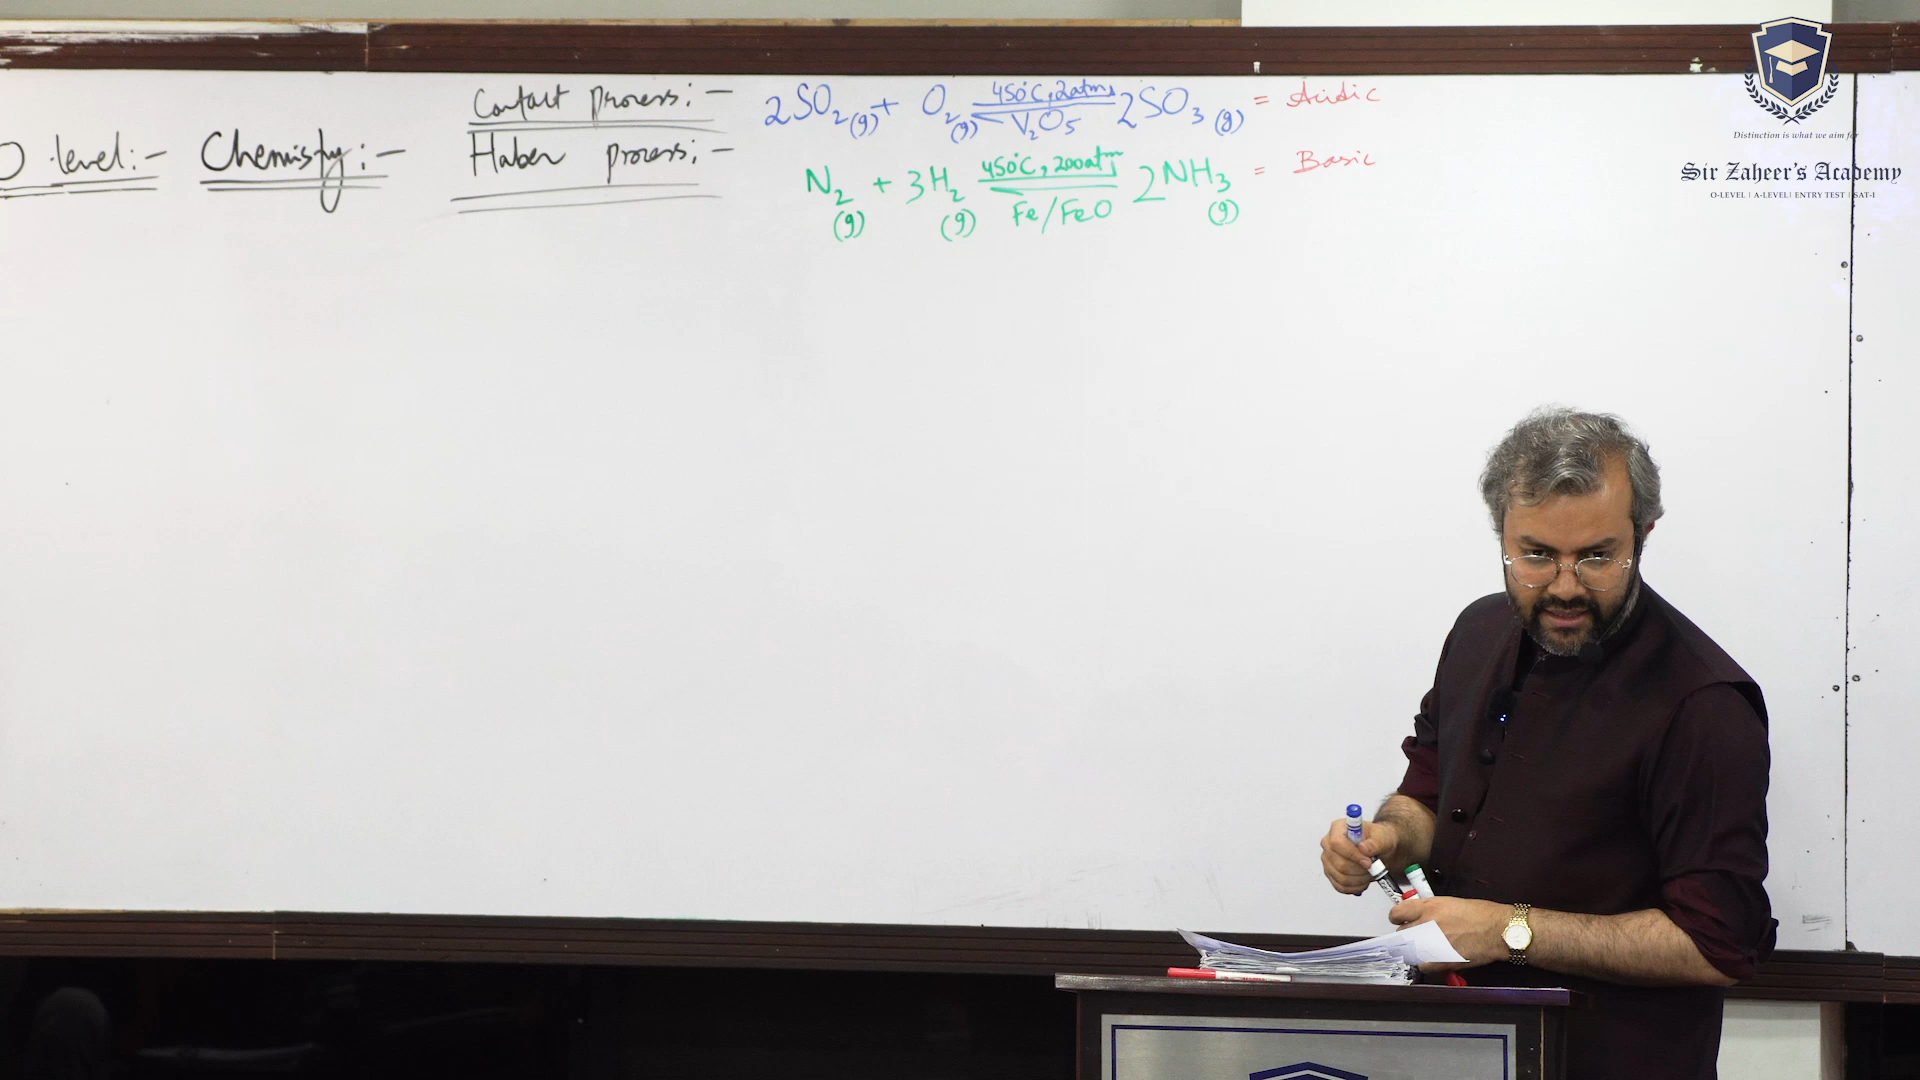 O level:- Chemistry:-
Contact process:- 2SO₂(g) + O₂(g) 450°C, 2atm, V₂O₅ 2SO₃(g) = Acidic
Haber process:- N₂(g) + 3H₂(g) 450°C, 200atm, Fe/FeO 2NH₃(g) = Basic
Distinction is what we aim for
Sir Zaheer's Academy
O-LEVEL | A-LEVEL | ENTRY TEST | SAT-I